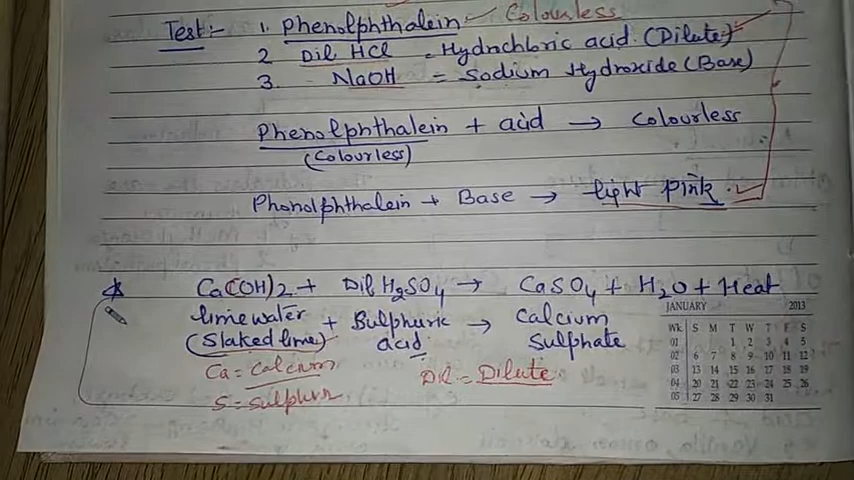 Test:- 1. Phenolphthalein - Colourless
2 Dil HCl = Hydrochloric acid (Dilute)
3. NaOH = Sodium Hydroxide (Base)
Phenolphthalein + acid → Colourless
(Colourless)
Phonolphthalein + Base → light pink
Ca(OH)2 + Dil H2SO4 → CaSO4 + H2O + Heat
limewater + Sulphuric → Calcium
(Slaked lime) acid Sulphate
Ca = Calcium Dil = Dilute
S = Sulphur
JANUARY 2013
Wk S M T W T F S
01 1 2 3 4 5
02 6 7 8 9 10 11 12
03 13 14 15 16 17 18 19
04 20 21 22 23 24 25 26
05 27 28 29 30 31